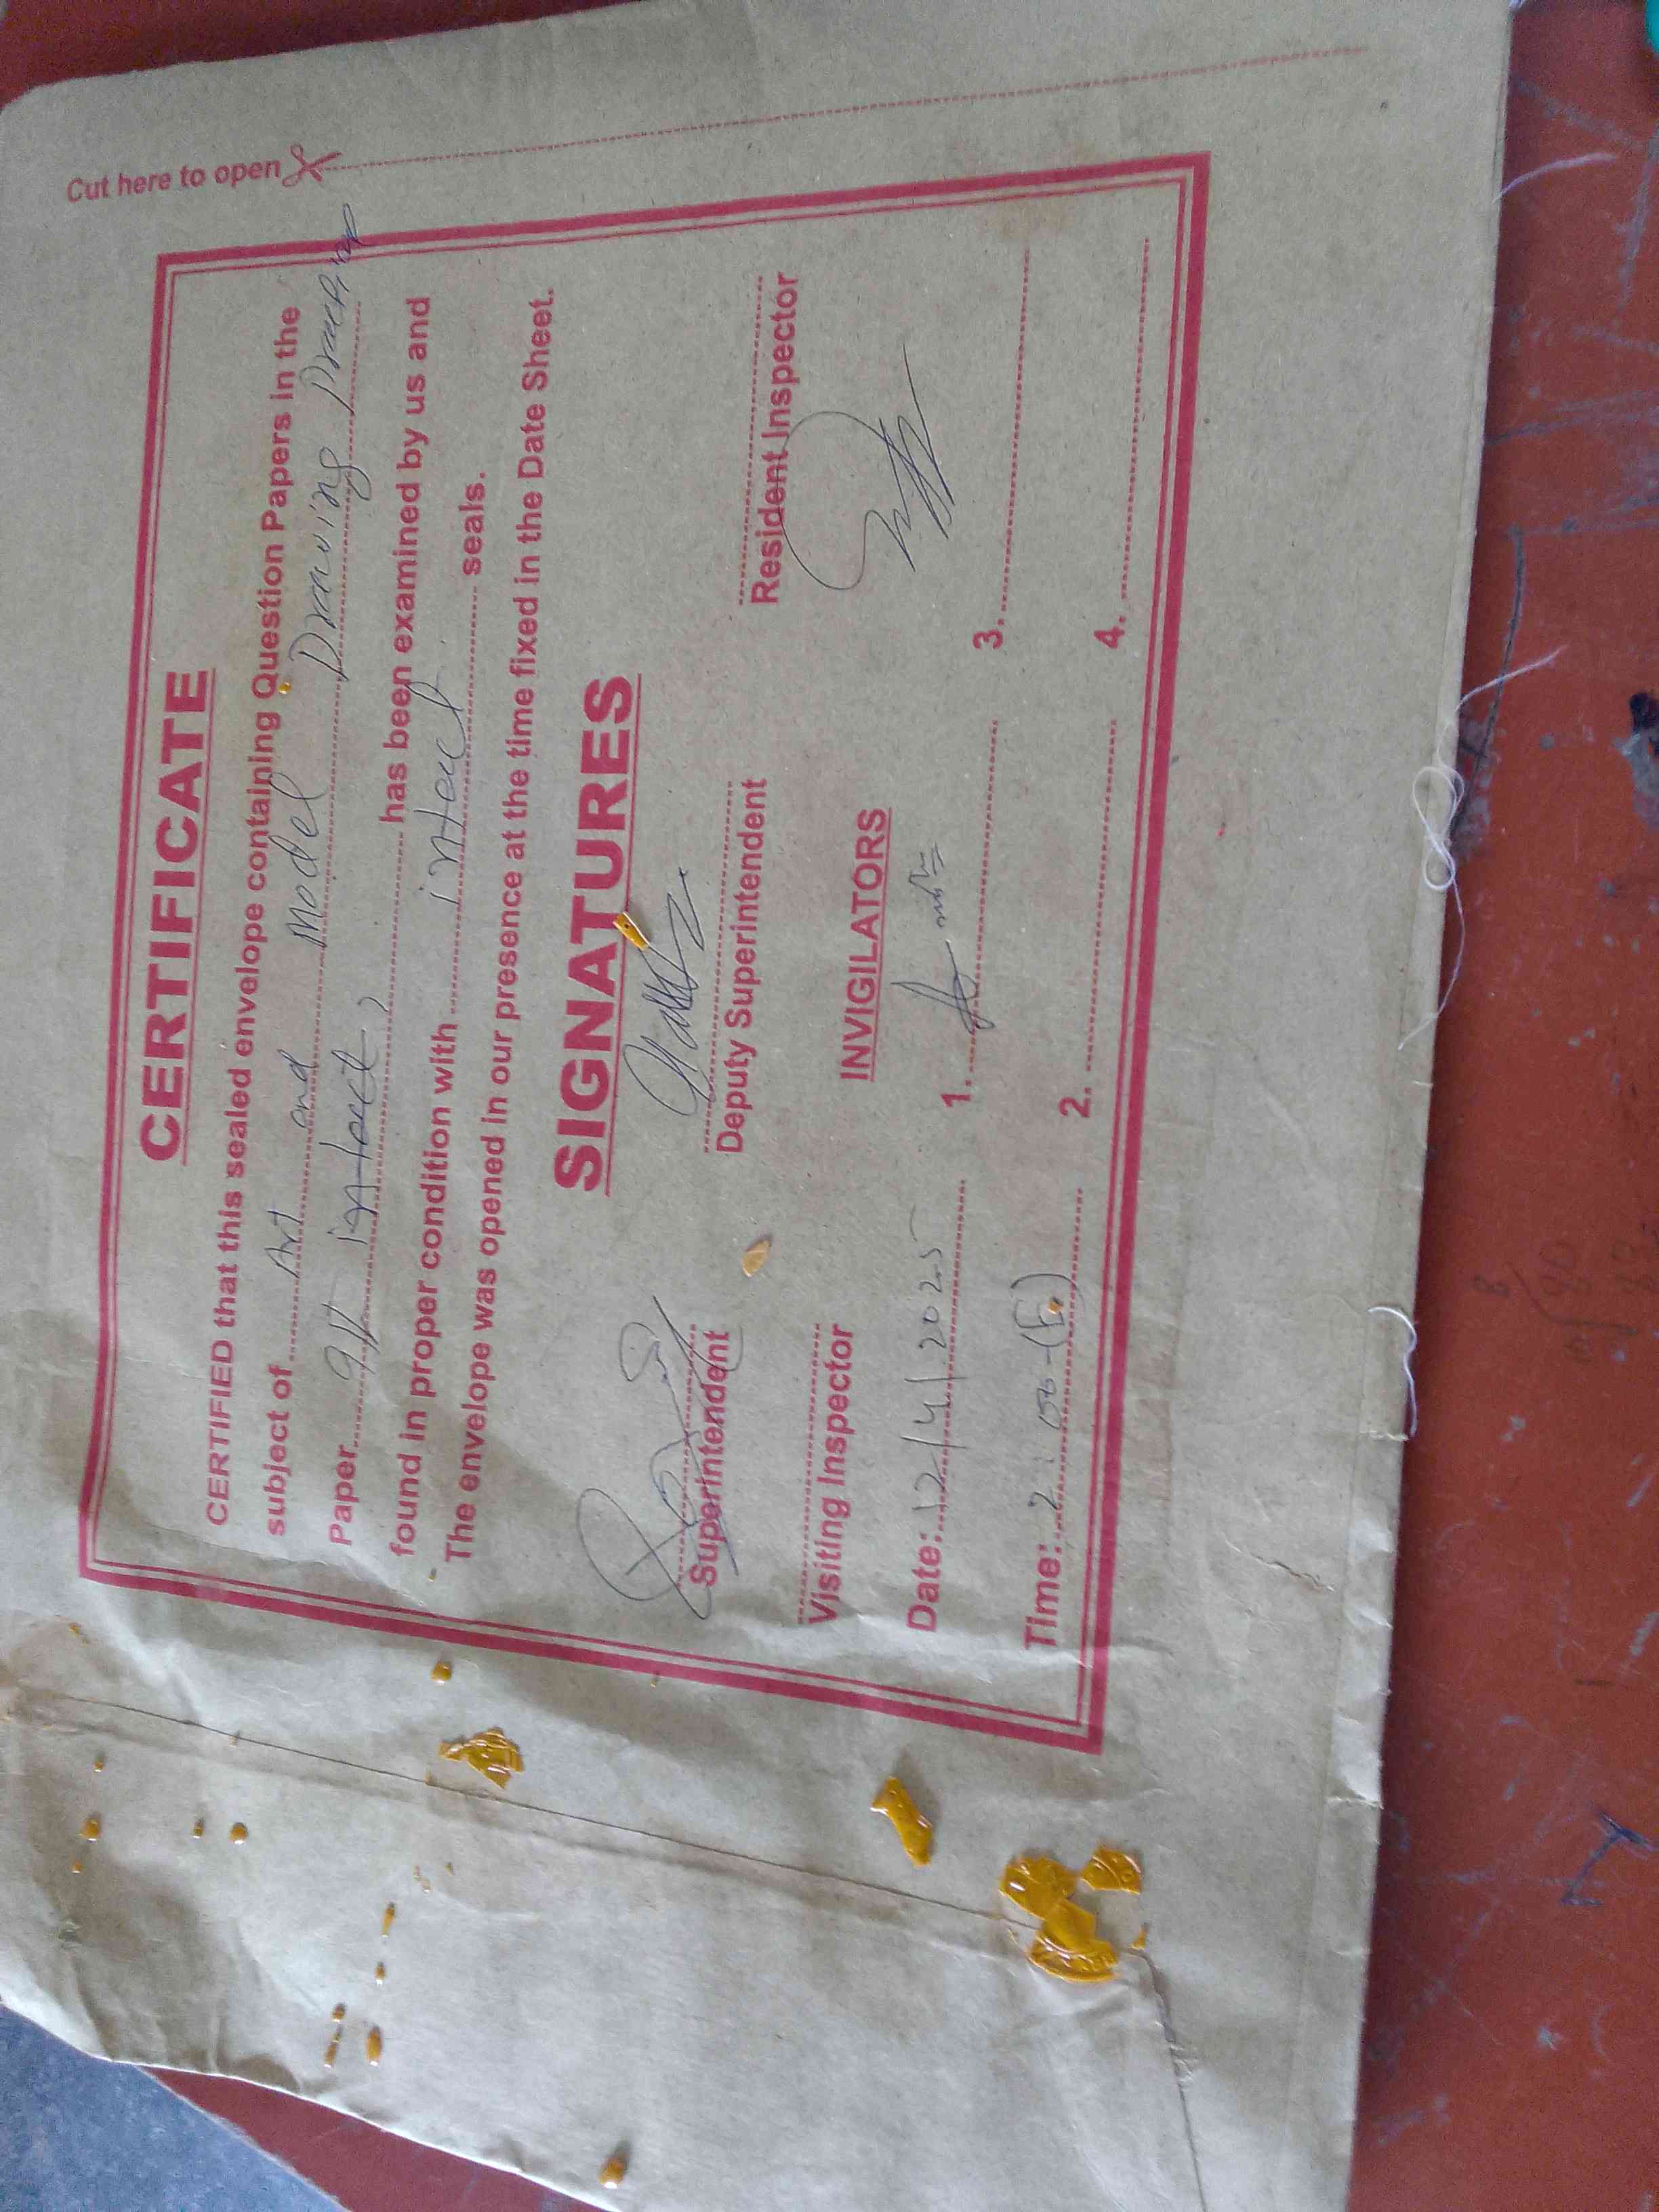 Cut here to open
CERTIFICATE
CERTIFIED that this sealed envelope containing Question Papers in the
subject of Art and Model Drawing
Paper 9th intact, has been examined by us and
found in proper condition with intact seals.
The envelope was opened in our presence at the time fixed in the Date Sheet.
SIGNATURES
Superintendent Deputy Superintendent Resident Inspector
Visiting Inspector
INVIGILATORS
Date: 12/4/2025 1. 3.
Time: 2:00 2. 4.